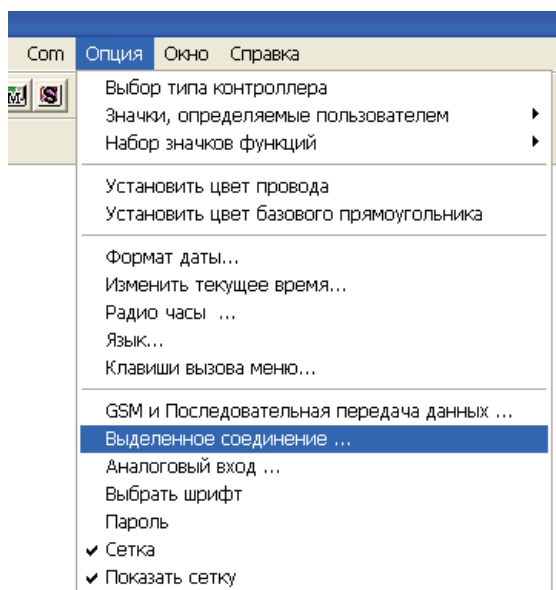 Com Опция Окно Справка
M S
Выбор типа контроллера
Значки, определяемые пользователем
Набор значков функций
Установить цвет провода
Установить цвет базового прямоугольника
Формат даты...
Изменить текущее время...
Радио часы ...
Язык...
Клавиши вызова меню...
GSM и Последовательная передача данных ...
Выделенное соединение ...
Аналоговый вход ...
Выбрать шрифт
Пароль
Сетка
Показать сетку